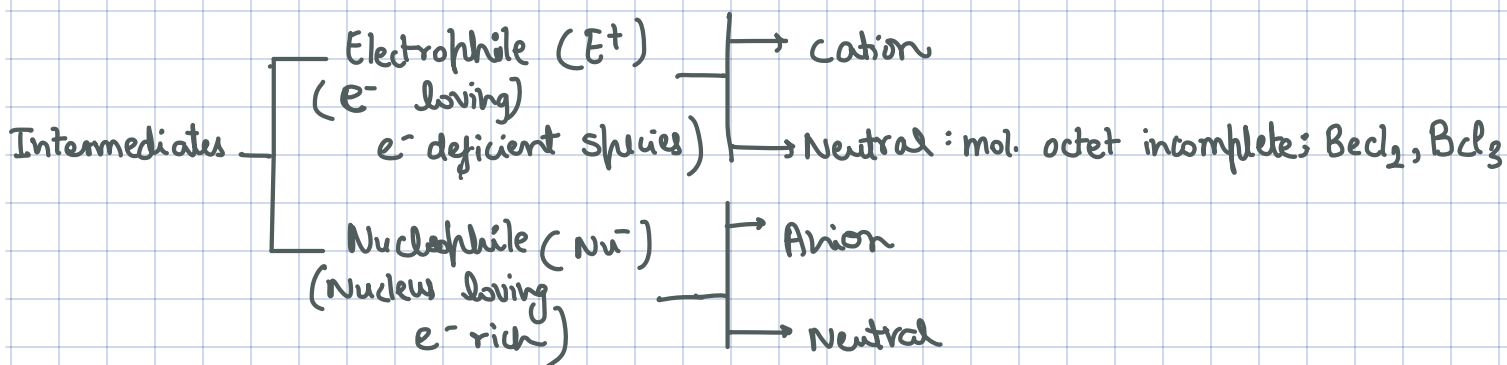 Electrophile (E⁺)
(e⁻ loving)
e⁻ deficient species)
→ cation
→ Neutral : mol. octet incomplete; BeCl₂, BCl₃
Intermediates
Nucleophile (Nu⁻)
(Nucleus loving
e⁻ rich)
→ Anion
→ Neutral